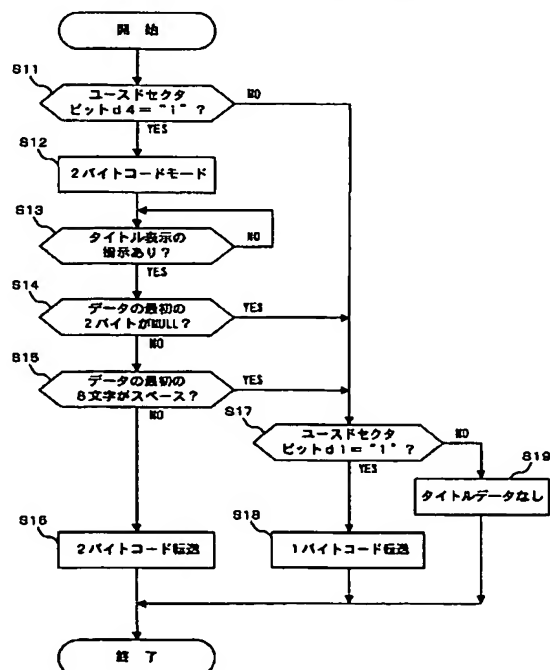 開 始
S11
ユースドセクタ
ビットd4="1"?
NO
YES
S12
2バイトコードモード
S13
タイトル表示の
指示あり?
NO
YES
S14
データの最初の
2バイトがNULL?
YES
NO
S15
データの最初の
8文字がスペース?
YES
NO
S17
ユースドセクタ
ビットd1="1"?
NO
YES
S19
タイトルデータなし
S16
2バイトコード転送
S18
1バイトコード転送
終 了